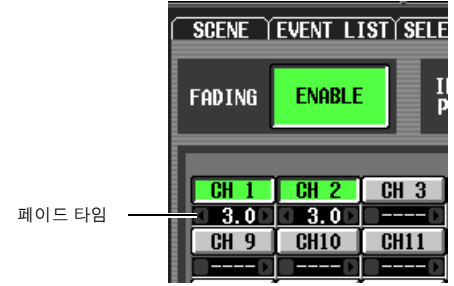 SCENE EVENT LIST SELE
FADING ENABLE
CH 1 CH 2 CH 3
페이드 타임 3.0 3.0 ----
CH 9 CH10 CH11
---- ---- ----